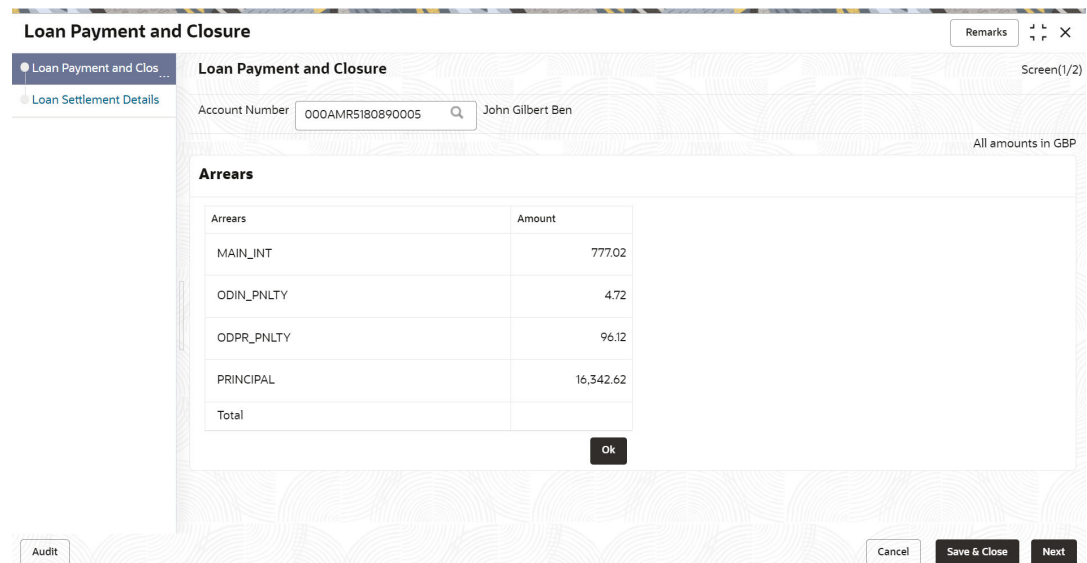 Loan Payment and Closure
Remarks
Loan Payment and Clos...
Loan Settlement Details
Loan Payment and Closure
Screen(1/2)
Account Number 000AMR5180890005 John Gilbert Ben
All amounts in GBP
Arrears
Arrears Amount
MAIN_INT 777.02
ODIN_PNLTY 4.72
ODPR_PNLTY 96.12
PRINCIPAL 16,342.62
Total
Ok
Audit Cancel Save & Close Next